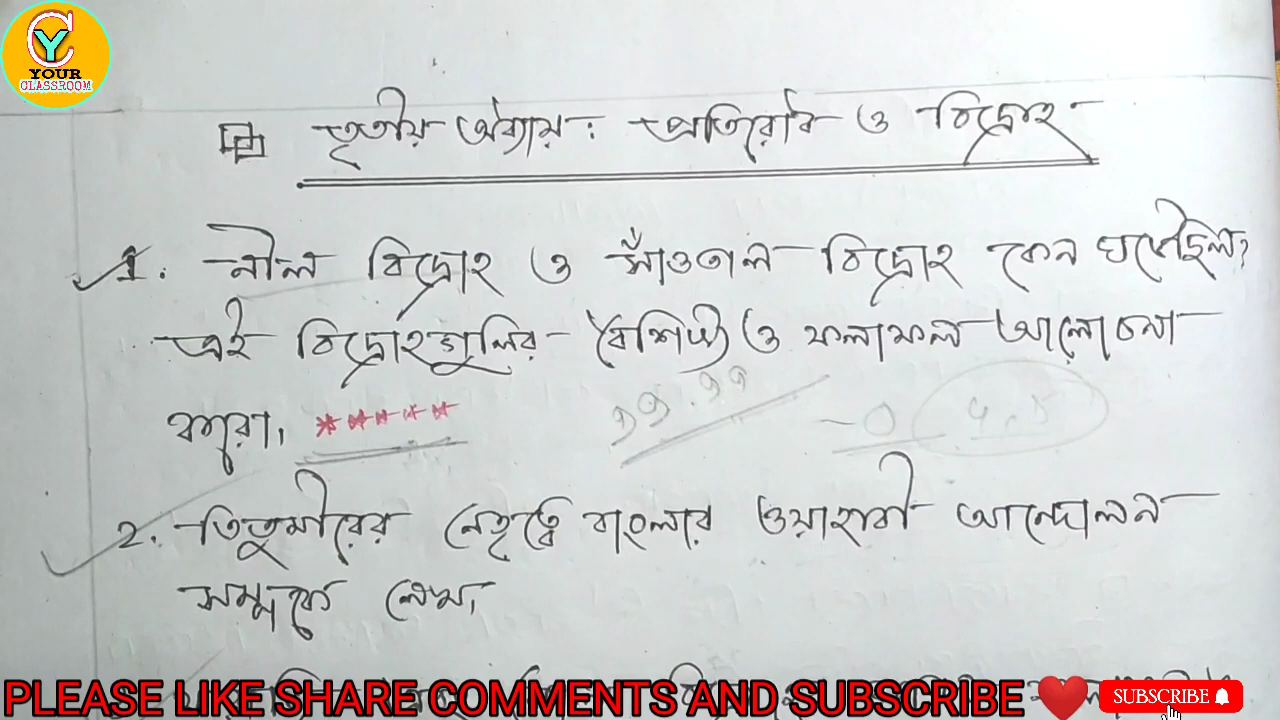 YOUR
CLASSROOM
তৃতীয় অধ্যায়: প্রতিরোধ ও বিদ্রোহ
1. নীল বিদ্রোহ ও সাঁওতাল বিদ্রোহ কেন ঘটেছিল?
এই বিদ্রোহগুলির বৈশিষ্ট্য ও ফলাফল আলোচনা
করো। *****
2. তিতুমীরের নেতৃত্বে বাংলার ওয়াহাবী আন্দোলন
সম্পর্কে লেখ।
PLEASE LIKE SHARE COMMENTS AND SUBSCRIBE
SUBSCRIBE